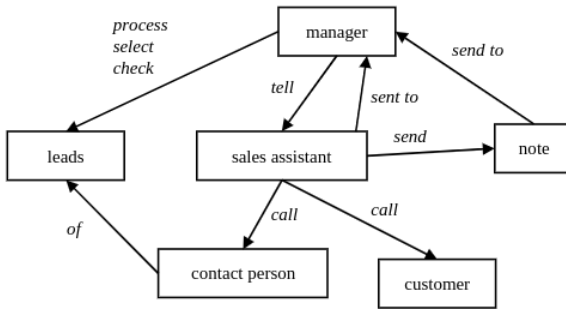 process
select
check
manager
send to
tell
sent to
leads
sales assistant
send
note
of
call
call
contact person
customer